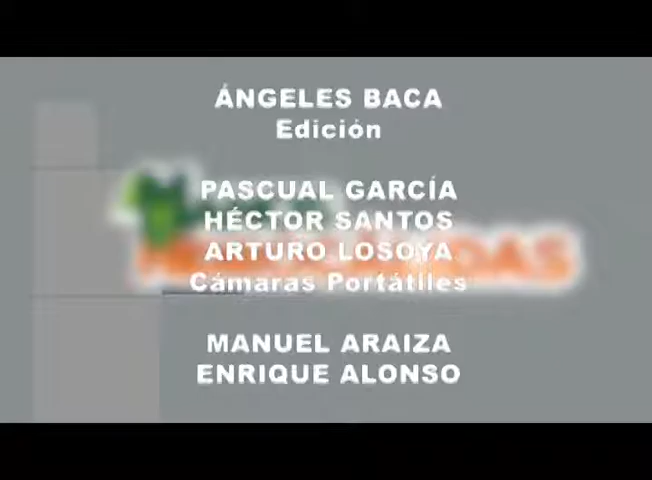 ÁNGELES BACA
Edición
PASCUAL GARCÍA
HÉCTOR SANTOS
ARTURO LOSOYA
Cámaras Portátiles
MANUEL ARAIZA
ENRIQUE ALONSO